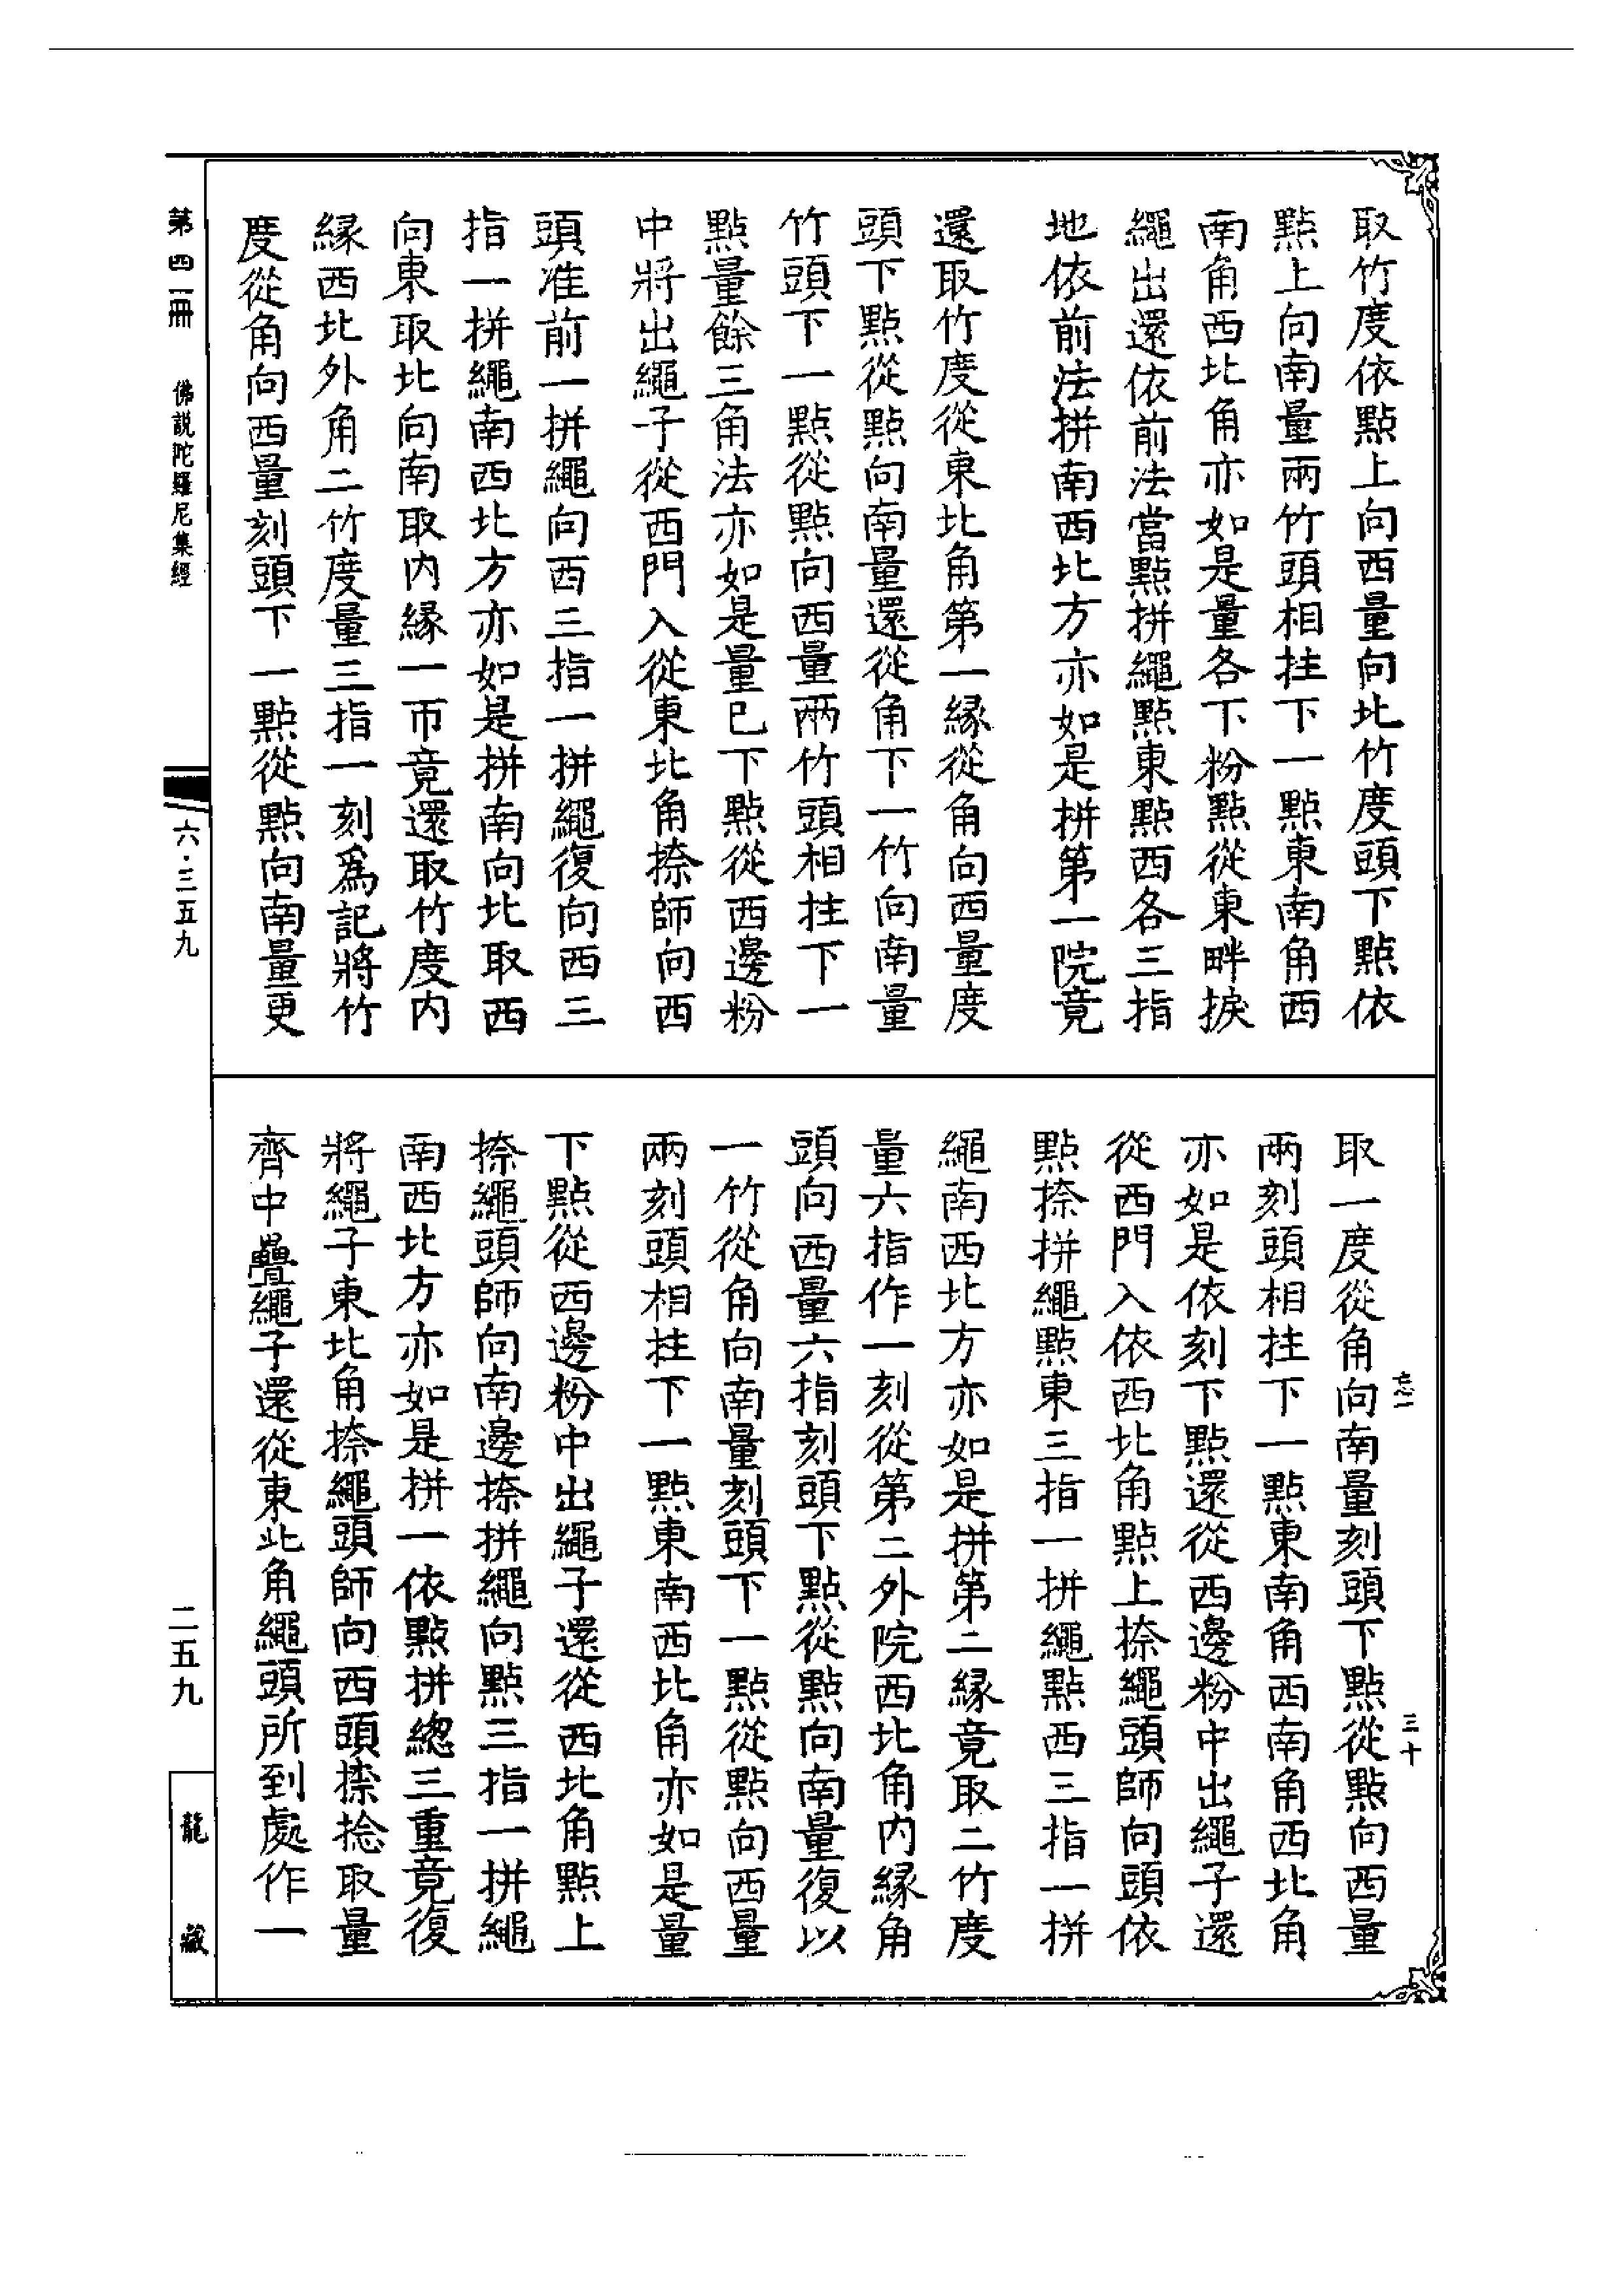 取竹度依點上向西量向北竹度頭下點依
點上向南量兩竹頭相拄下一點東南角西
南角西北角亦如是量各下粉點從東畔捩
繩出還依前法當點拼繩點東點西各三指
地依前法拼南西北方亦如是拼第一院竟
還取竹度從東北角第一緣從角向西量度
頭下點從點向南量還從角下一竹向南量
竹頭下一點從點向西量兩竹頭相拄下一
點量餘三角法亦如是量已下點從西邊粉
中將出繩子從西門入從東北角捺師向西
頭准前一拼繩向西三指一拼繩復向西三
指一拼繩南西北方亦如是拼南向北取西
向東取北向南取內緣一帀竟還取竹度內
緣西北外角二竹度量三指一刻為記將竹
度從角向西量刻頭下一點從點向南量更
取一度從角向南量刻頭下點從點向西量
兩刻頭相拄下一點東南角西南角西北角
亦如是依刻下點還從西邊粉中出繩子還
從西門入依西北角點上捺繩頭師向頭依
點捺拼繩點東三指一拼繩點西三指一拼
繩南西北方亦如是拼第二緣竟取二竹度
量六指作一刻從第二外院西北角內緣角
頭向西量六指刻頭下點從點向南量復以
一竹從角向南量刻頭下一點從點向西量
兩刻頭相拄下一點東南西北角亦如是量
下點從西邊粉中出繩子還從西北角點上
捺繩頭師向南邊捺拼繩向點三指一拼繩
南西北方亦如是拼一依點拼總三重竟復
將繩子東北角捺繩頭師向西頭捺捻取量
齊中疊繩子還從東北角繩頭所到處作一
忘一
三十
第四一冊
佛說陀羅尼集經
六·三五九
二五九
龍藏